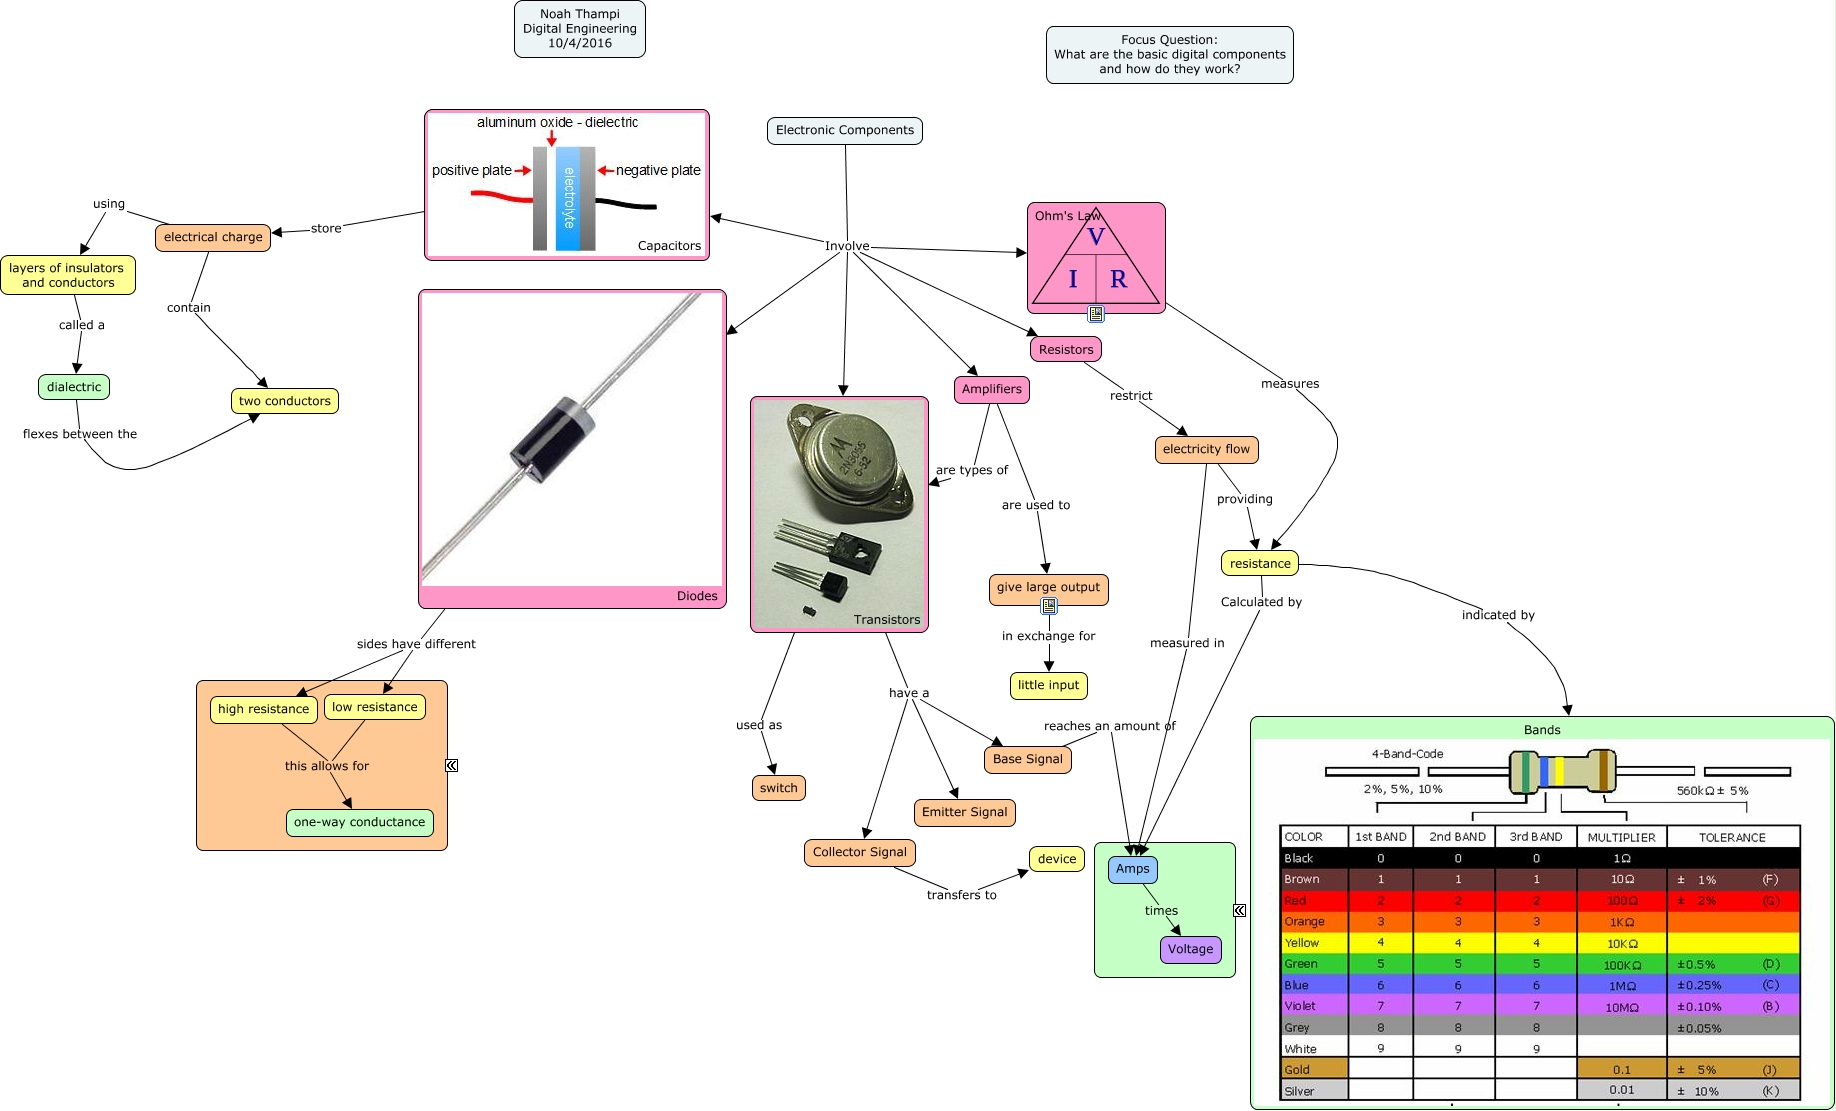 Noah Thampi
Digital Engineering
10/4/2016
Focus Question:
What are the basic digital components
and how do they work?
Electronic Components
Involve
aluminum oxide - dielectric
positive plate
negative plate
electrolyte
Capacitors
store
electrical charge
using
layers of insulators
and conductors
called a
dialectric
flexes between the
contain
two conductors
Diodes
sides have different
high resistance
low resistance
this allows for
one-way conductance
M
2N3055
6-52
Transistors
used as
switch
have a
Base Signal
Emitter Signal
Collector Signal
transfers to
device
reaches an amount of
Amplifiers
are types of
are used to
give large output
in exchange for
little input
Resistors
restrict
electricity flow
providing
measured in
Ohm's Law
V
I R
measures
resistance
Calculated by
indicated by
Amps
times
Voltage
Bands
4-Band-Code
2%, 5%, 10%
560kΩ ± 5%
COLOR 1st BAND 2nd BAND 3rd BAND MULTIPLIER TOLERANCE
Black 0 0 0 1Ω
Brown 1 1 1 10Ω ± 1% (F)
Red 2 2 2 100Ω ± 2% (G)
Orange 3 3 3 1KΩ
Yellow 4 4 4 10KΩ
Green 5 5 5 100KΩ ±0.5% (D)
Blue 6 6 6 1MΩ ±0.25% (C)
Violet 7 7 7 10MΩ ±0.10% (B)
Grey 8 8 8 ±0.05%
White 9 9 9
Gold 0.1 ± 5% (J)
Silver 0.01 ± 10% (K)